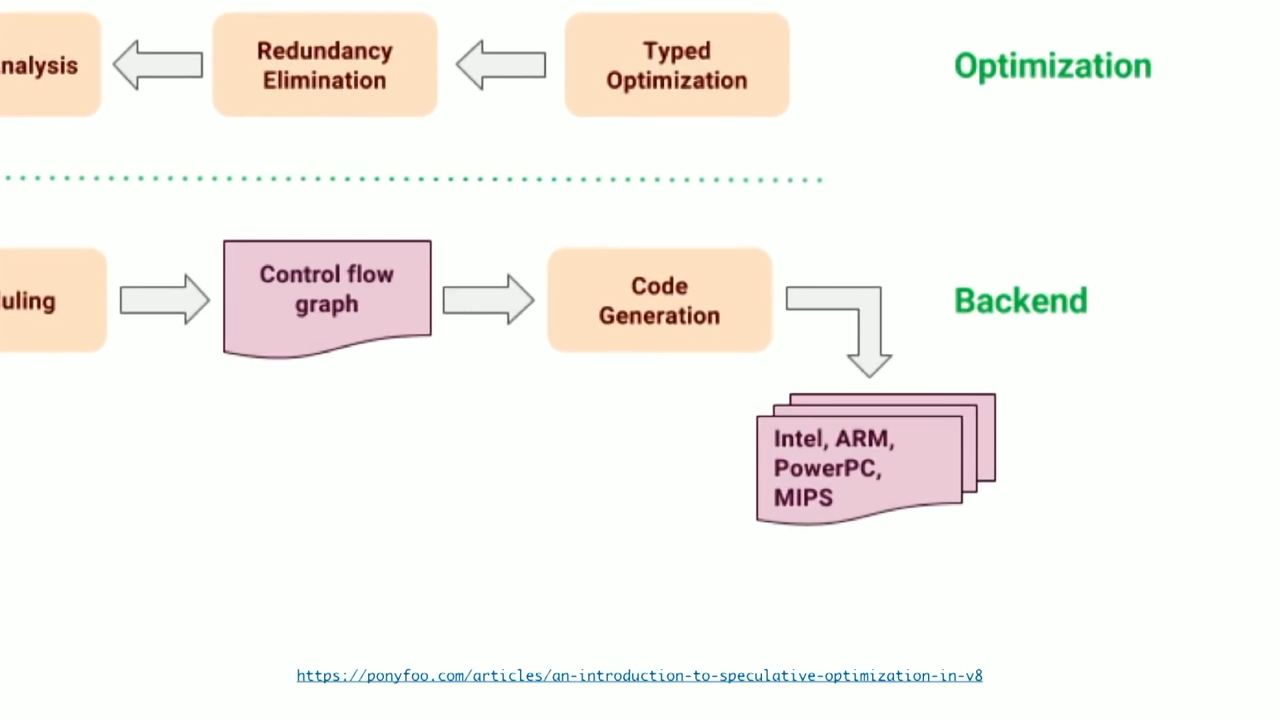 nalysis
Redundancy
Elimination
Typed
Optimization
Optimization
uling
Control flow
graph
Code
Generation
Backend
Intel, ARM,
PowerPC,
MIPS
https://ponyfoo.com/articles/an-introduction-to-speculative-optimization-in-v8